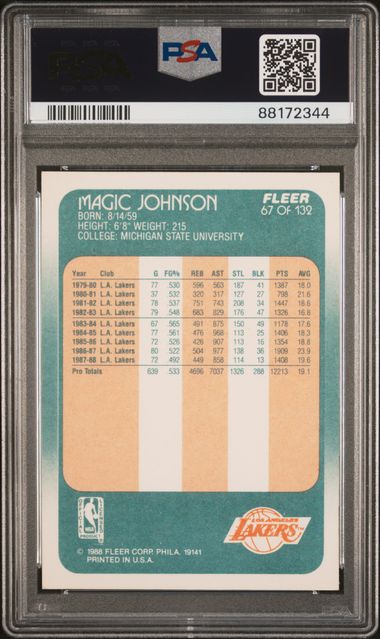 PSA
PSA
88172344
MAGIC JOHNSON
BORN: 8/14/59
HEIGHT: 6'8" WEIGHT: 215
COLLEGE: MICHIGAN STATE UNIVERSITY
FLEER
67 OF 132
Year Club G FG% REB AST STL BLK PTS AVG
1979-80 L.A. Lakers 77 .530 596 563 187 41 1387 18.0
1980-81 L.A. Lakers 37 .532 320 317 127 27 798 21.6
1981-82 L.A. Lakers 78 .537 751 743 208 34 1447 18.6
1982-83 L.A. Lakers 79 .548 683 829 176 47 1326 16.8
1983-84 L.A. Lakers 67 .565 491 875 150 49 1178 17.6
1984-85 L.A. Lakers 77 .561 476 968 113 25 1406 18.3
1985-86 L.A. Lakers 72 .526 426 907 113 16 1354 18.8
1986-87 L.A. Lakers 80 .522 504 977 138 36 1909 23.9
1987-88 L.A. Lakers 72 .492 449 858 114 13 1408 19.6
Pro Totals 639 .533 4696 7037 1326 288 12213 19.1
OFFICIAL LICENSED
NBA
PRODUCT
LOS ANGELES
LAKERS
© 1988 FLEER CORP. PHILA. 19141
PRINTED IN U.S.A.